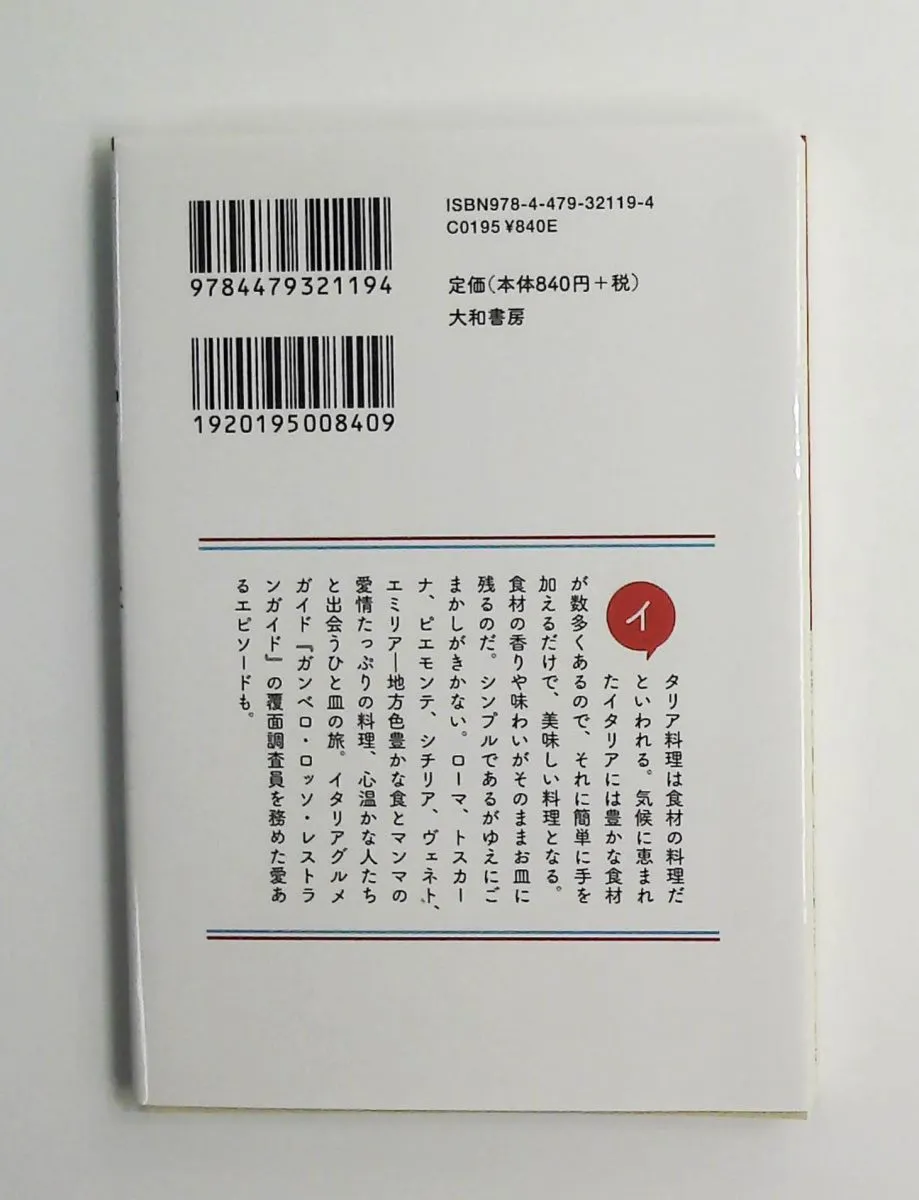 9784479321194
1920195008409
ISBN978-4-479-32119-4
C0195 ¥840E
定価(本体840円+税)
大和書房
イタリア料理は食材の料理だ
といわれる。気候に恵まれ
たイタリアには豊かな食材
が数多くあるので、それに簡単に手を
加えるだけで、美味しい料理となる。
食材の香りや味わいがそのままお皿に
残るのだ。シンプルであるがゆえにご
まかしがきかない。ローマ、トスカー
ナ、ピエモンテ、シチリア、ヴェネト、
エミリア—地方色豊かな食とマンマの
愛情たっぷりの料理、心温かな人たち
と出会うひと皿の旅。イタリアグルメ
ガイド『ガンベロ・ロッソ・レストラ
ンガイド』の覆面調査員を務めた愛あ
るエピソードも。